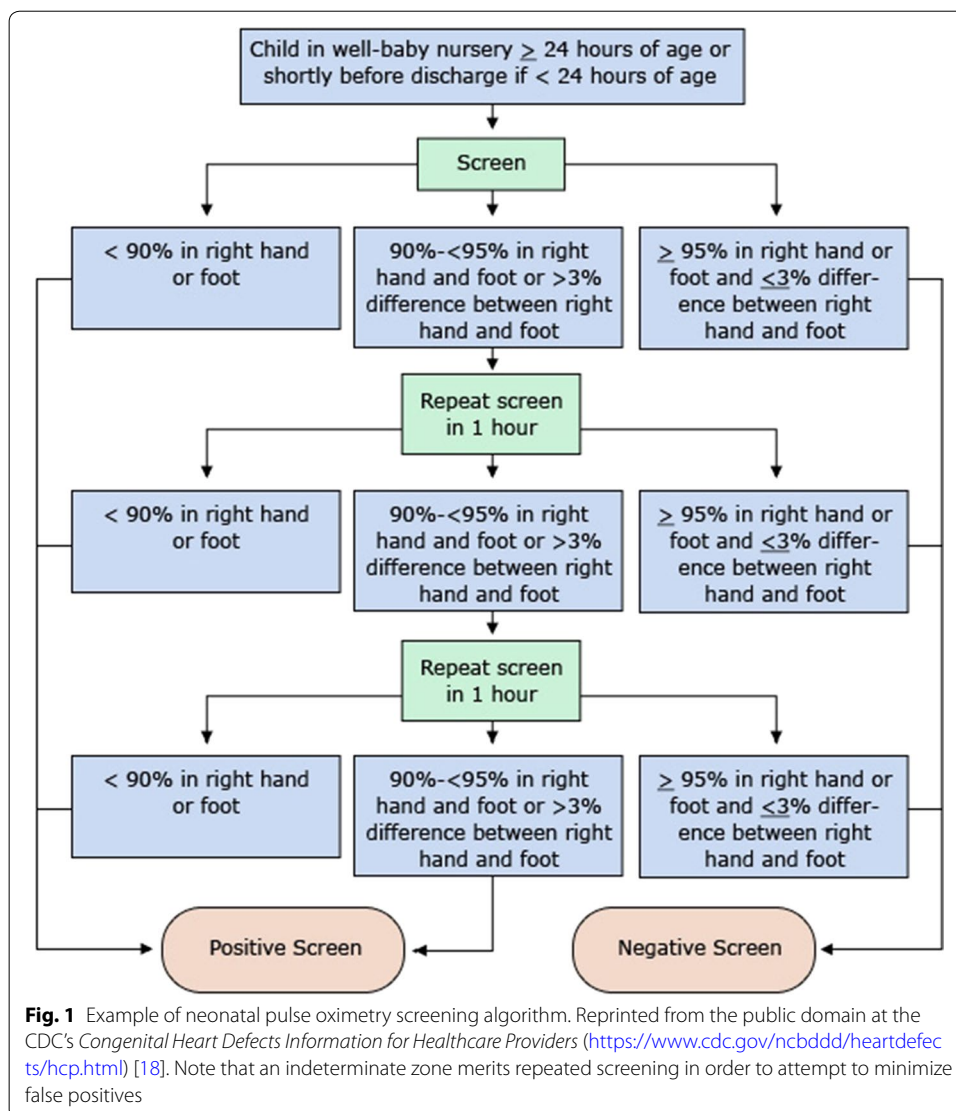 Child in well-baby nursery ≥ 24 hours of age or
shortly before discharge if < 24 hours of age
Screen
< 90% in right hand
or foot
90%-<95% in right
hand and foot or >3%
difference between right
hand and foot
≥ 95% in right hand or
foot and ≤3% differ-
ence between right
hand and foot
Repeat screen
in 1 hour
< 90% in right hand
or foot
90%-<95% in right
hand and foot or >3%
difference between right
hand and foot
≥ 95% in right hand or
foot and ≤3% differ-
ence between right
hand and foot
Repeat screen
in 1 hour
< 90% in right hand
or foot
90%-<95% in right
hand and foot or >3%
difference between right
hand and foot
≥ 95% in right hand or
foot and ≤3% differ-
ence between right
hand and foot
Positive Screen
Negative Screen
Fig. 1 Example of neonatal pulse oximetry screening algorithm. Reprinted from the public domain at the
CDC's Congenital Heart Defects Information for Healthcare Providers (https://www.cdc.gov/ncbddd/heartdefec
ts/hcp.html) [18]. Note that an indeterminate zone merits repeated screening in order to attempt to minimize
false positives